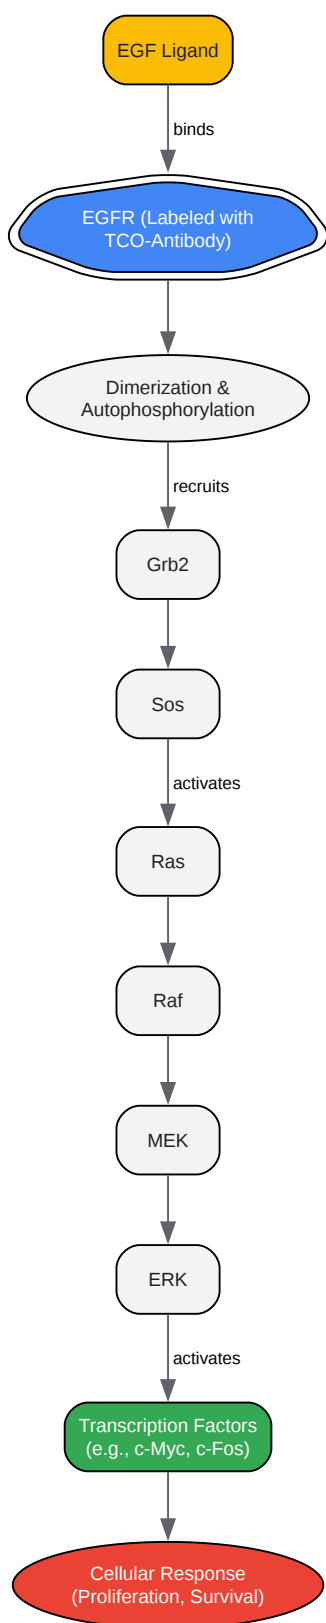 EGF Ligand
binds
EGFR (Labeled with
TCO-Antibody)
Dimerization &
Autophosphorylation
recruits
Grb2
Sos
activates
Ras
Raf
MEK
ERK
activates
Transcription Factors
(e.g., c-Myc, c-Fos)
Cellular Response
(Proliferation, Survival)